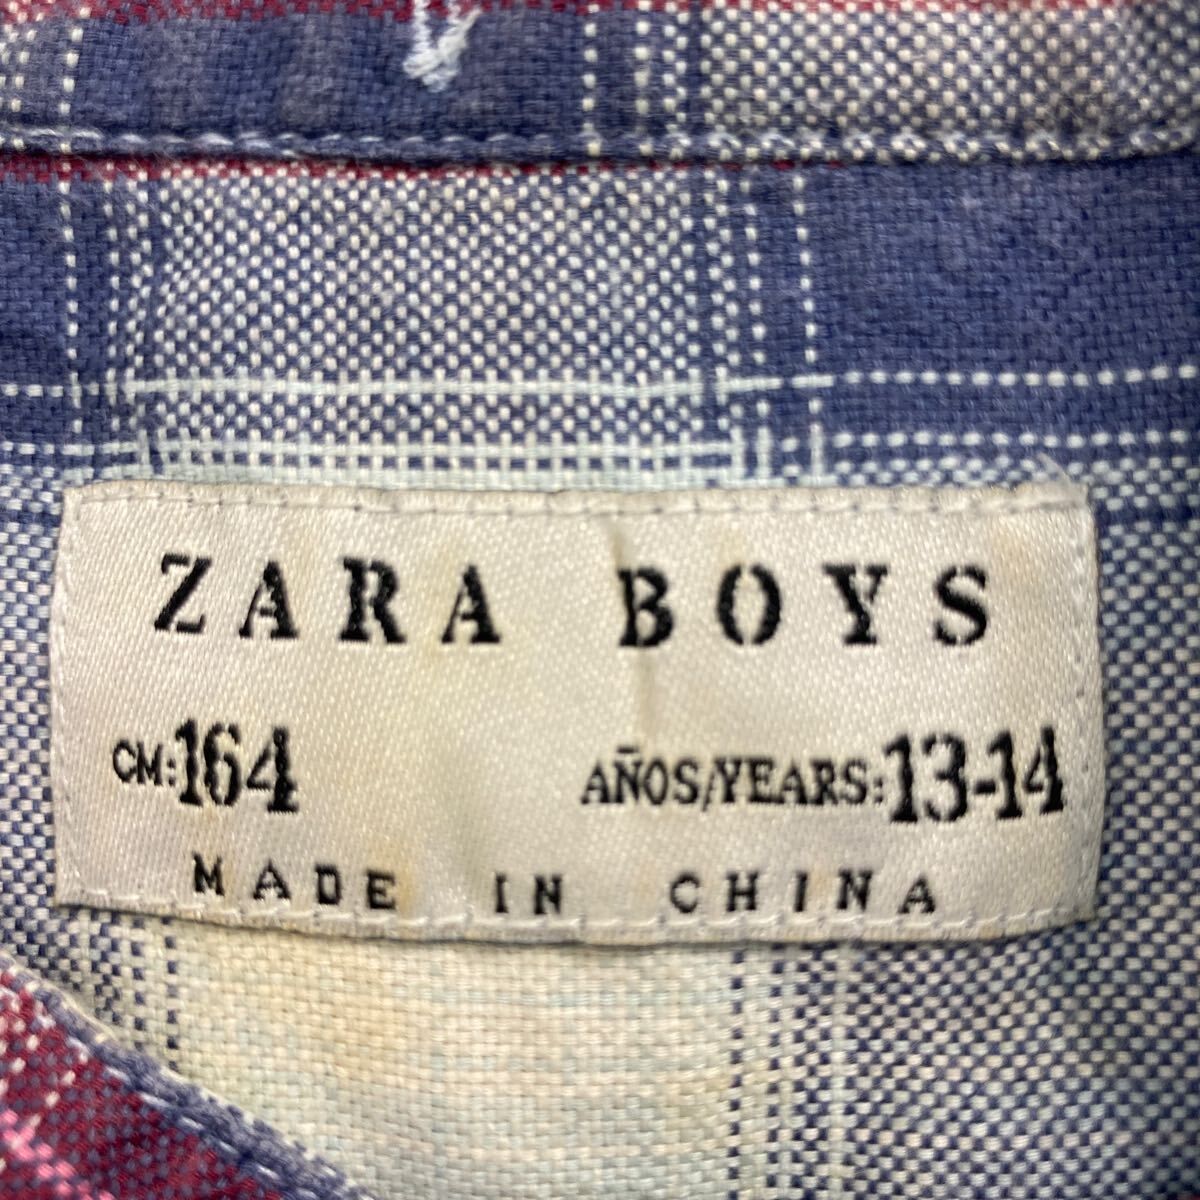 ZARA BOYS
CM:164 AÑOS/YEARS:13-14
MADE IN CHINA